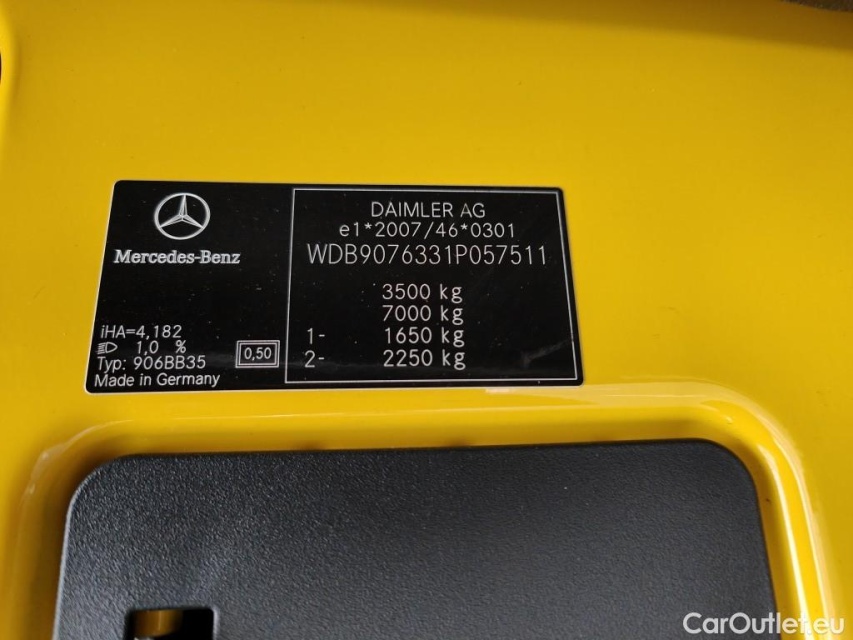 Mercedes-Benz
iHA=4,182
1,0 %
Typ: 906BB35
Made in Germany
0,50
DAIMLER AG
e1*2007/46*0301
WDB9076331P057511
3500 kg
7000 kg
1- 1650 kg
2- 2250 kg
CarOutlet.eu